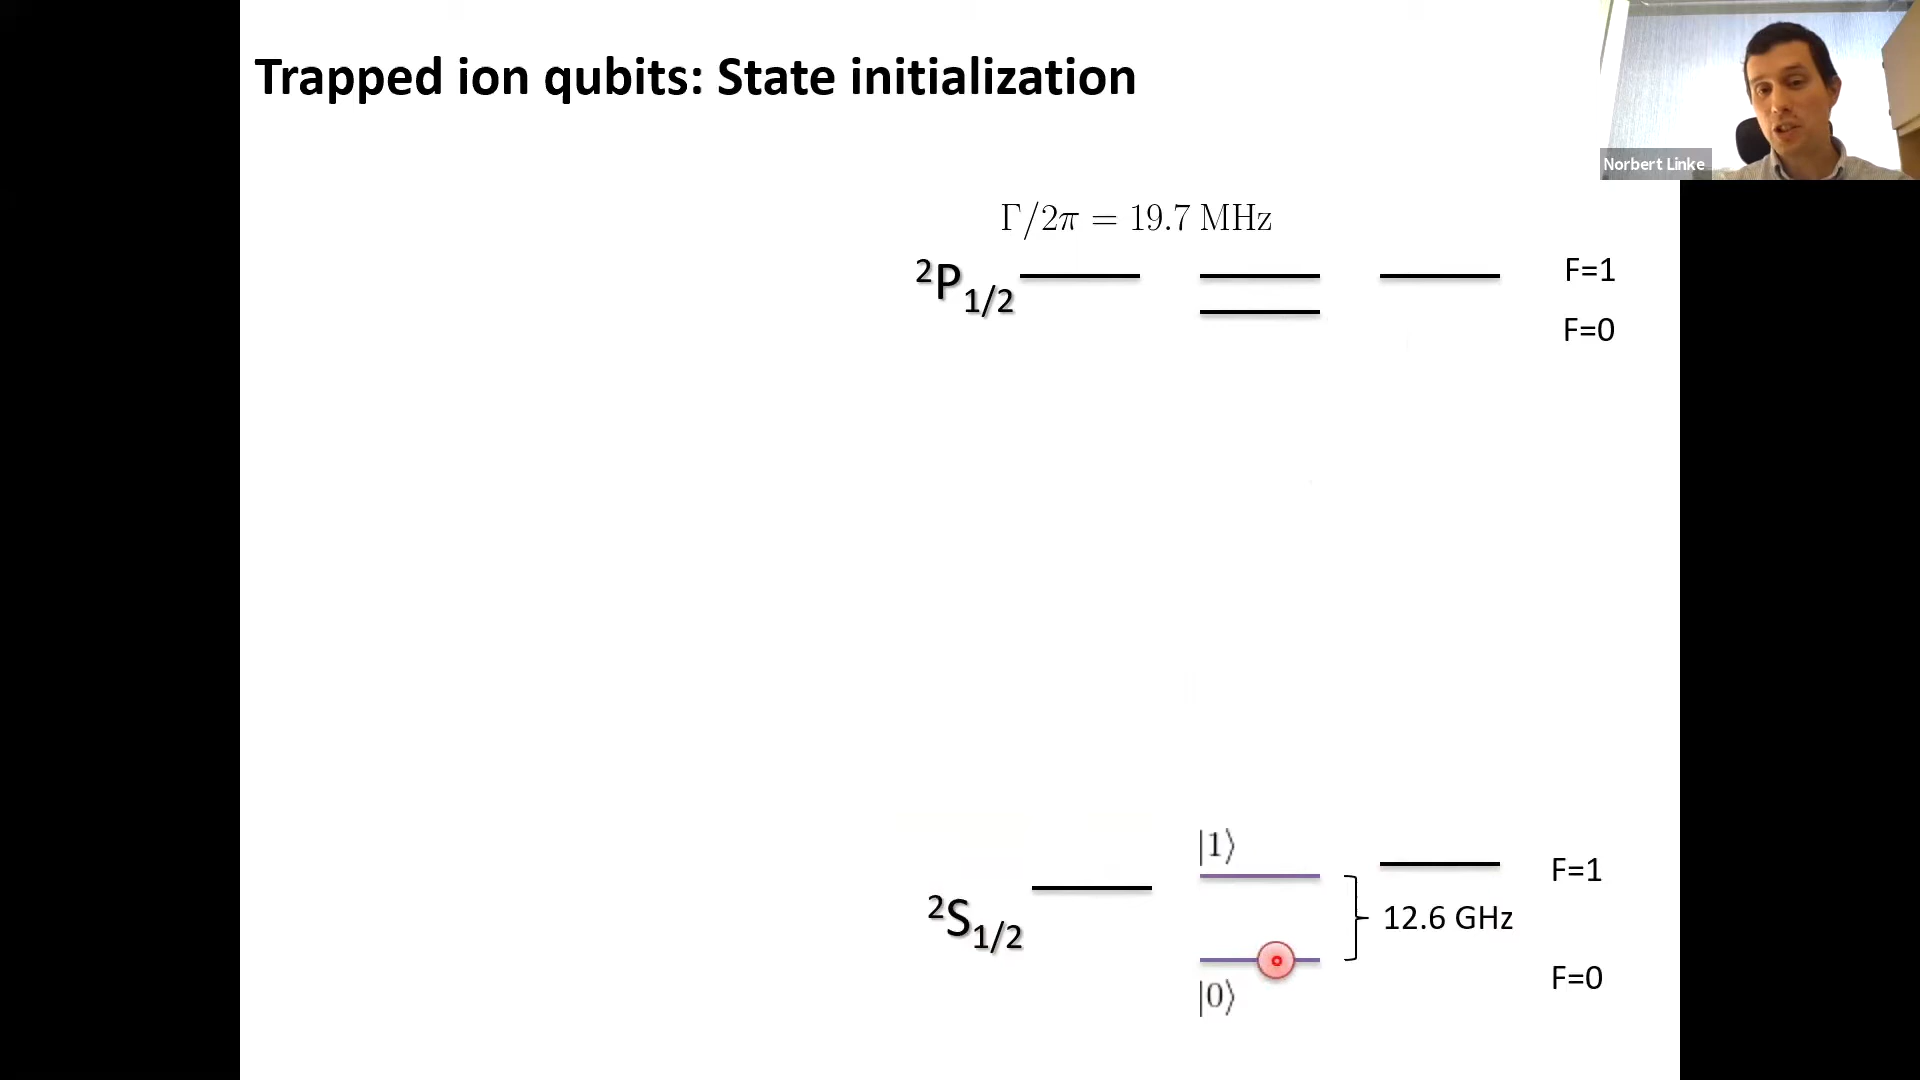 Trapped ion qubits: State initialization
Norbert Linke
Γ/2π = 19.7 MHz
²P₁/₂
F=1
F=0
|1⟩
F=1
²S₁/₂
12.6 GHz
F=0
|0⟩